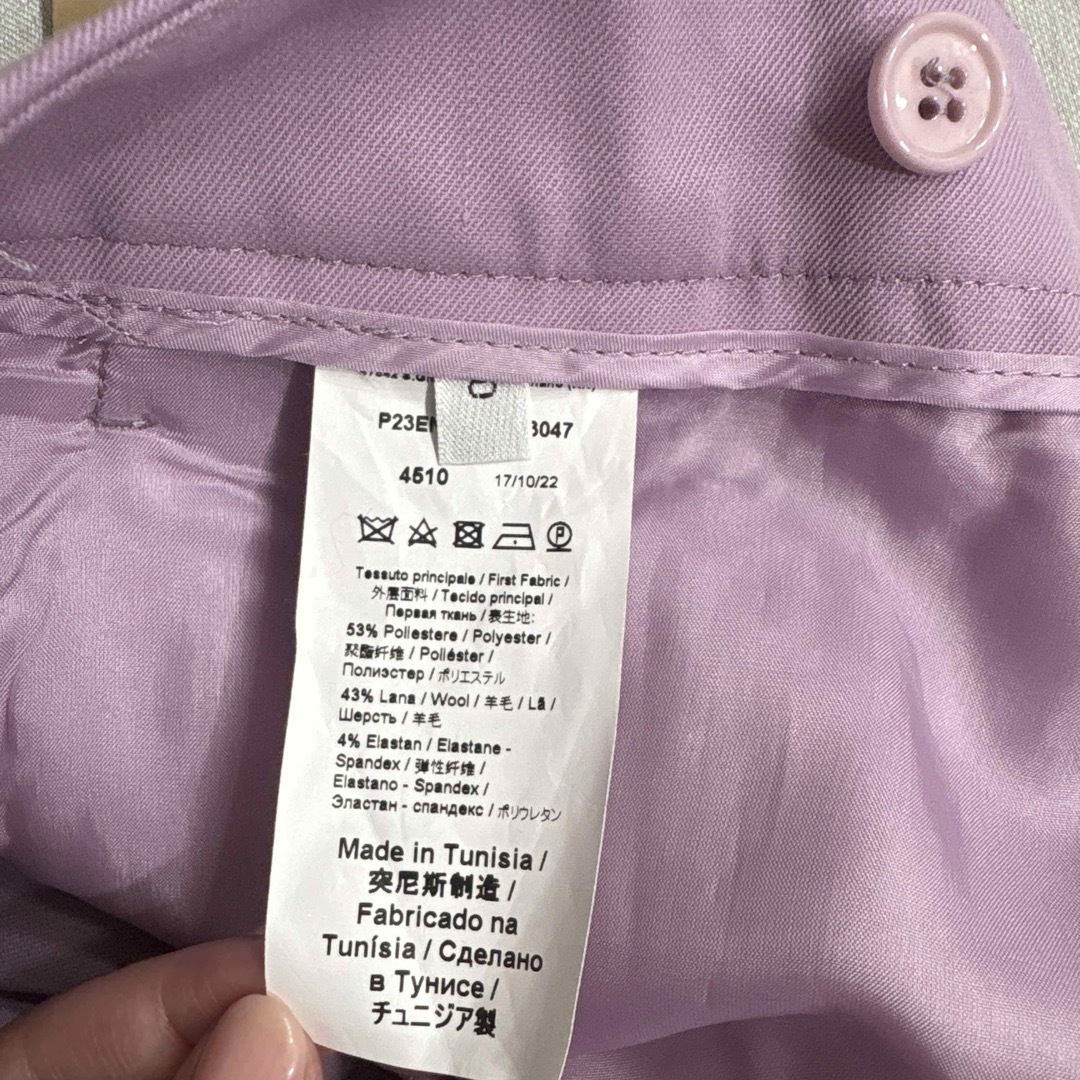 P23E 3047
4510 17/10/22
P
Tessuto principale / First Fabric /
外层面料 / Tecido principal /
Первая ткань / 表生地:
53% Poliestere / Polyester /
聚酯纤维 / Poliéster /
Полиэстер / ポリエステル
43% Lana / Wool / 羊毛 / Lã /
Шерсть / 羊毛
4% Elastan / Elastane -
Spandex / 弹性纤维 /
Elastano - Spandex /
Эластан - спандекс / ポリウレタン
Made in Tunisia /
突尼斯制造 /
Fabricado na
Tunísia / Сделано
в Тунисе /
チュニジア製